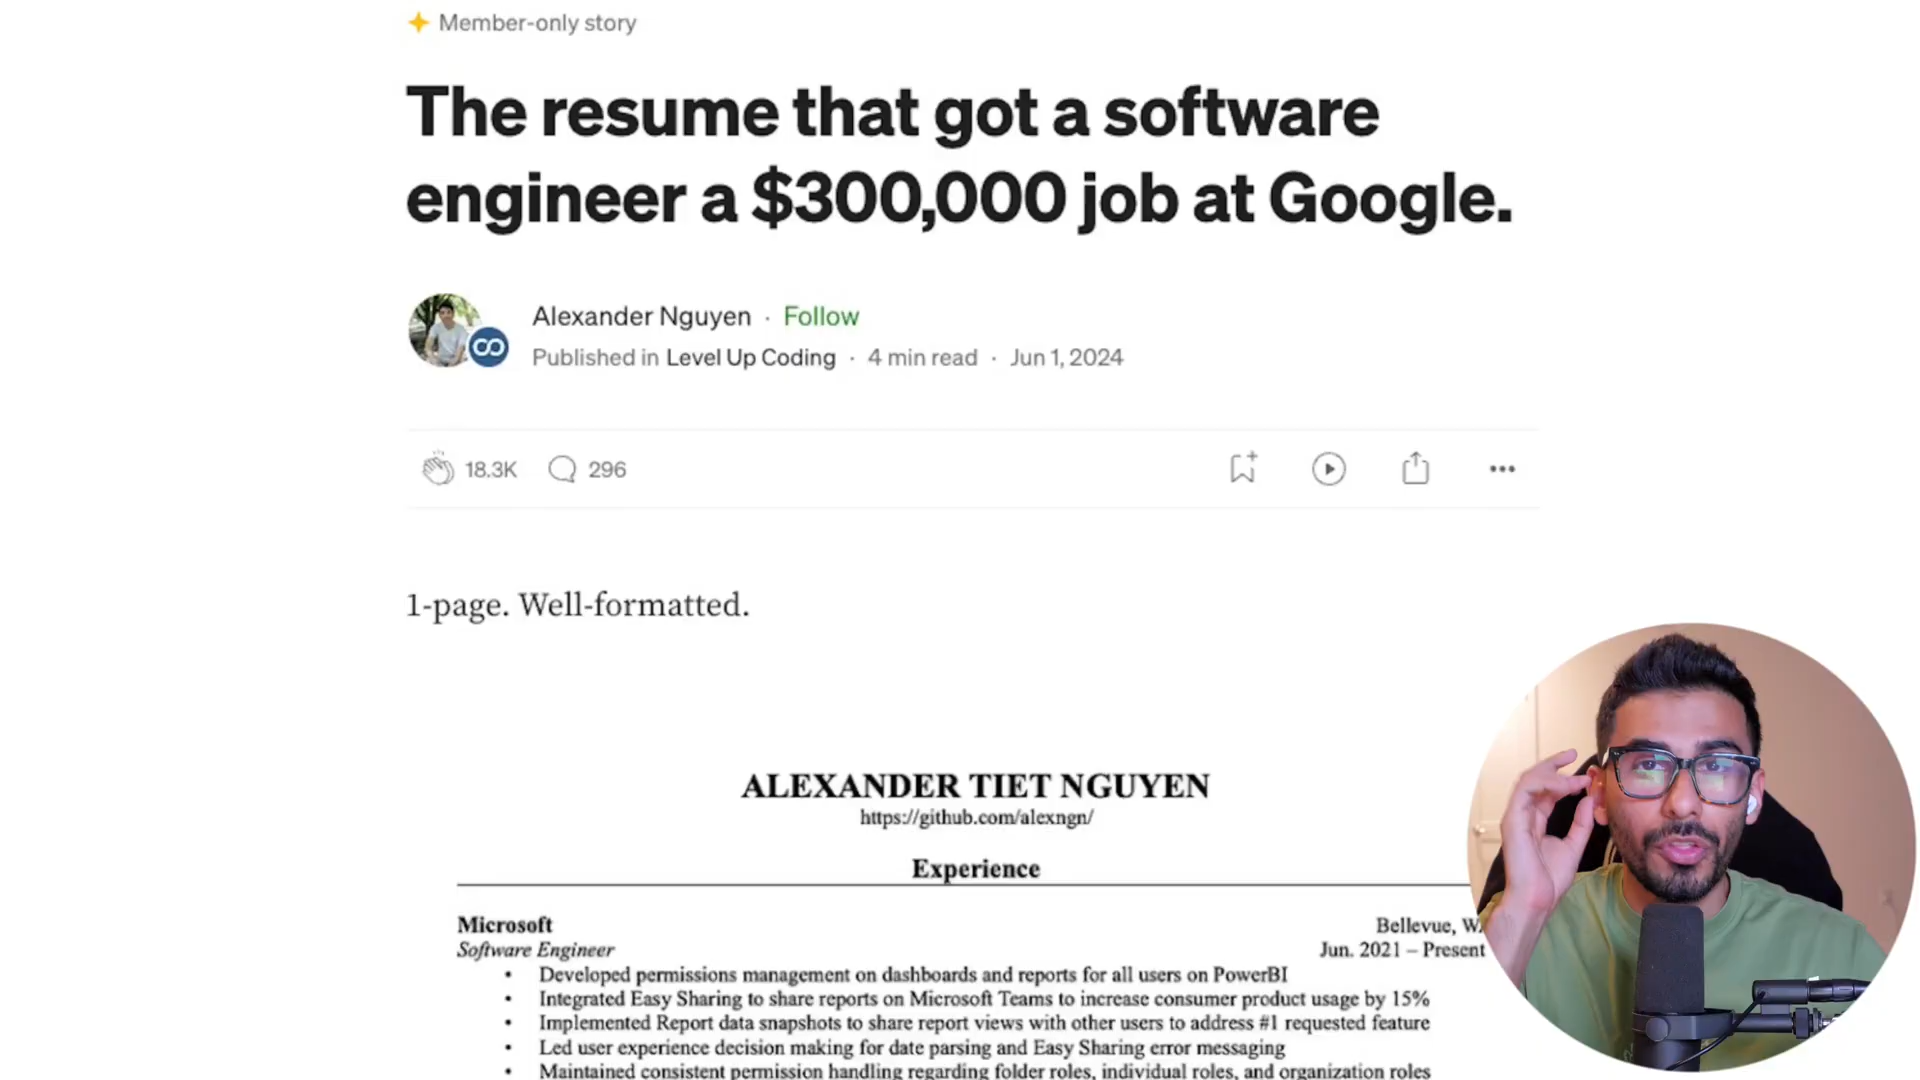 Member-only story
The resume that got a software
engineer a $300,000 job at Google.
Alexander Nguyen · Follow
Published in Level Up Coding · 4 min read · Jun 1, 2024
18.3K 296
1-page. Well-formatted.
ALEXANDER TIET NGUYEN
https://github.com/alexngn/
Experience
Microsoft Bellevue,
Software Engineer Jun. 2021 – Present
• Developed permissions management on dashboards and reports for all users on PowerBI
• Integrated Easy Sharing to share reports on Microsoft Teams to increase consumer product usage by 15%
• Implemented Report data snapshots to share report views with other users to address #1 requested feature
• Led user experience decision making for date parsing and Easy Sharing error messaging
• Maintained consistent permission handling regarding folder roles, individual roles, and organization roles